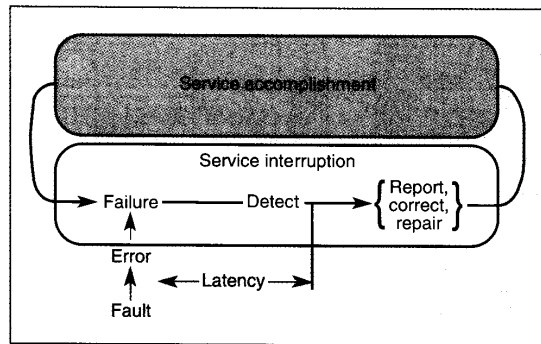 Service accomplishment
Service interruption
Failure
Detect
Report,
correct,
repair
Error
Latency
Fault